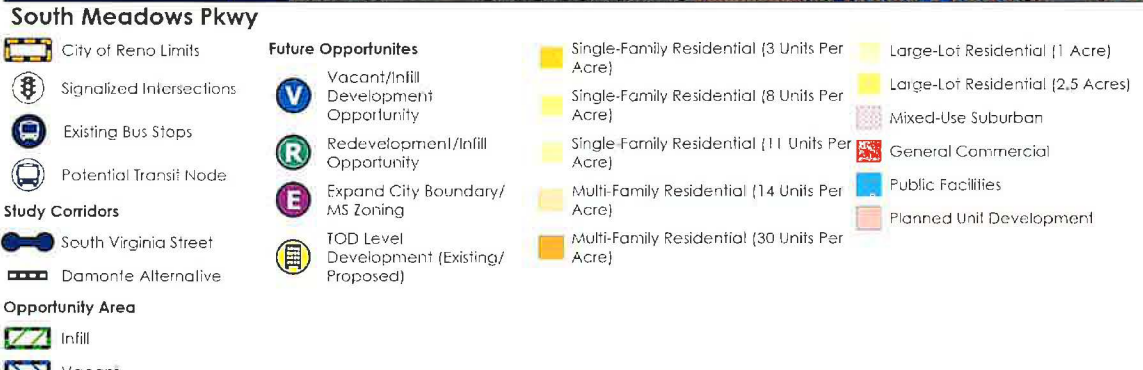 South Meadows Pkwy
City of Reno Limits
Signalized Intersections
Existing Bus Stops
Potential Transit Node
Study Corridors
South Virginia Street
Damonte Alternative
Opportunity Area
Infill
Vacant
Future Opportunites
V
Vacant/Infill
Development
Opportunity
R
Redevelopment/Infill
Opportunity
E
Expand City Boundary/
MS Zoning
TOD Level
Development (Existing/
Proposed)
Single-Family Residential (3 Units Per
Acre)
Single-Family Residential (8 Units Per
Acre)
Single-Family Residential (11 Units Per
Acre)
Multi-Family Residential (14 Units Per
Acre)
Multi-Family Residential (30 Units Per
Acre)
Large-Lot Residential (1 Acre)
Large-Lot Residential (2.5 Acres)
Mixed-Use Suburban
General Commercial
Public Facilities
Planned Unit Development